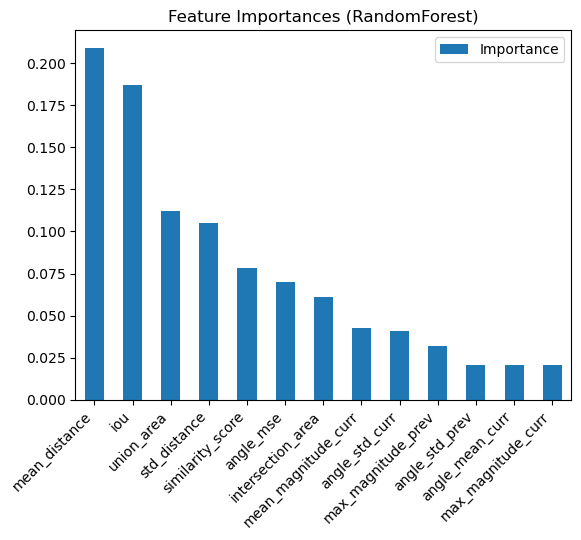 Feature Importances (RandomForest)
Importance
0.200
0.175
0.150
0.125
0.100
0.075
0.050
0.025
0.000
mean_distance
iou
union_area
std_distance
similarity_score
angle_mse
intersection_area
mean_magnitude_curr
angle_std_curr
max_magnitude_prev
angle_std_prev
angle_mean_curr
max_magnitude_curr